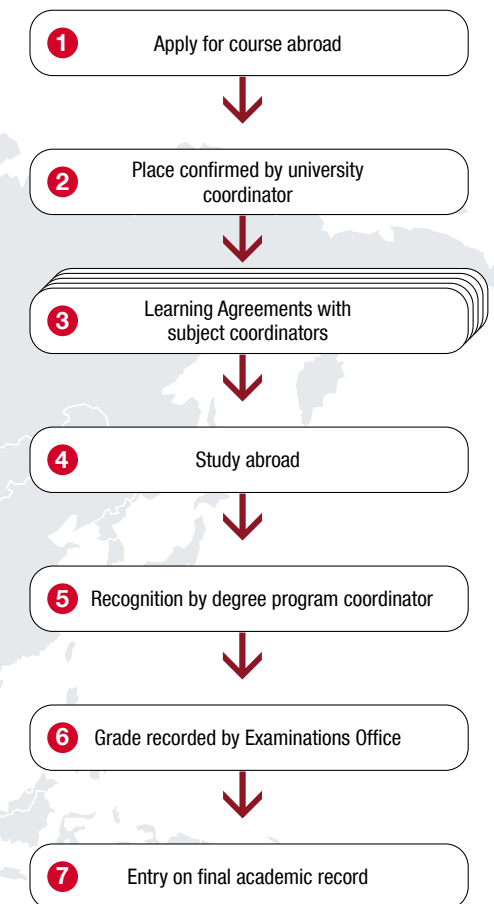 1 Apply for course abroad
2 Place confirmed by university
coordinator
3 Learning Agreements with
subject coordinators
4 Study abroad
5 Recognition by degree program coordinator
6 Grade recorded by Examinations Office
7 Entry on final academic record